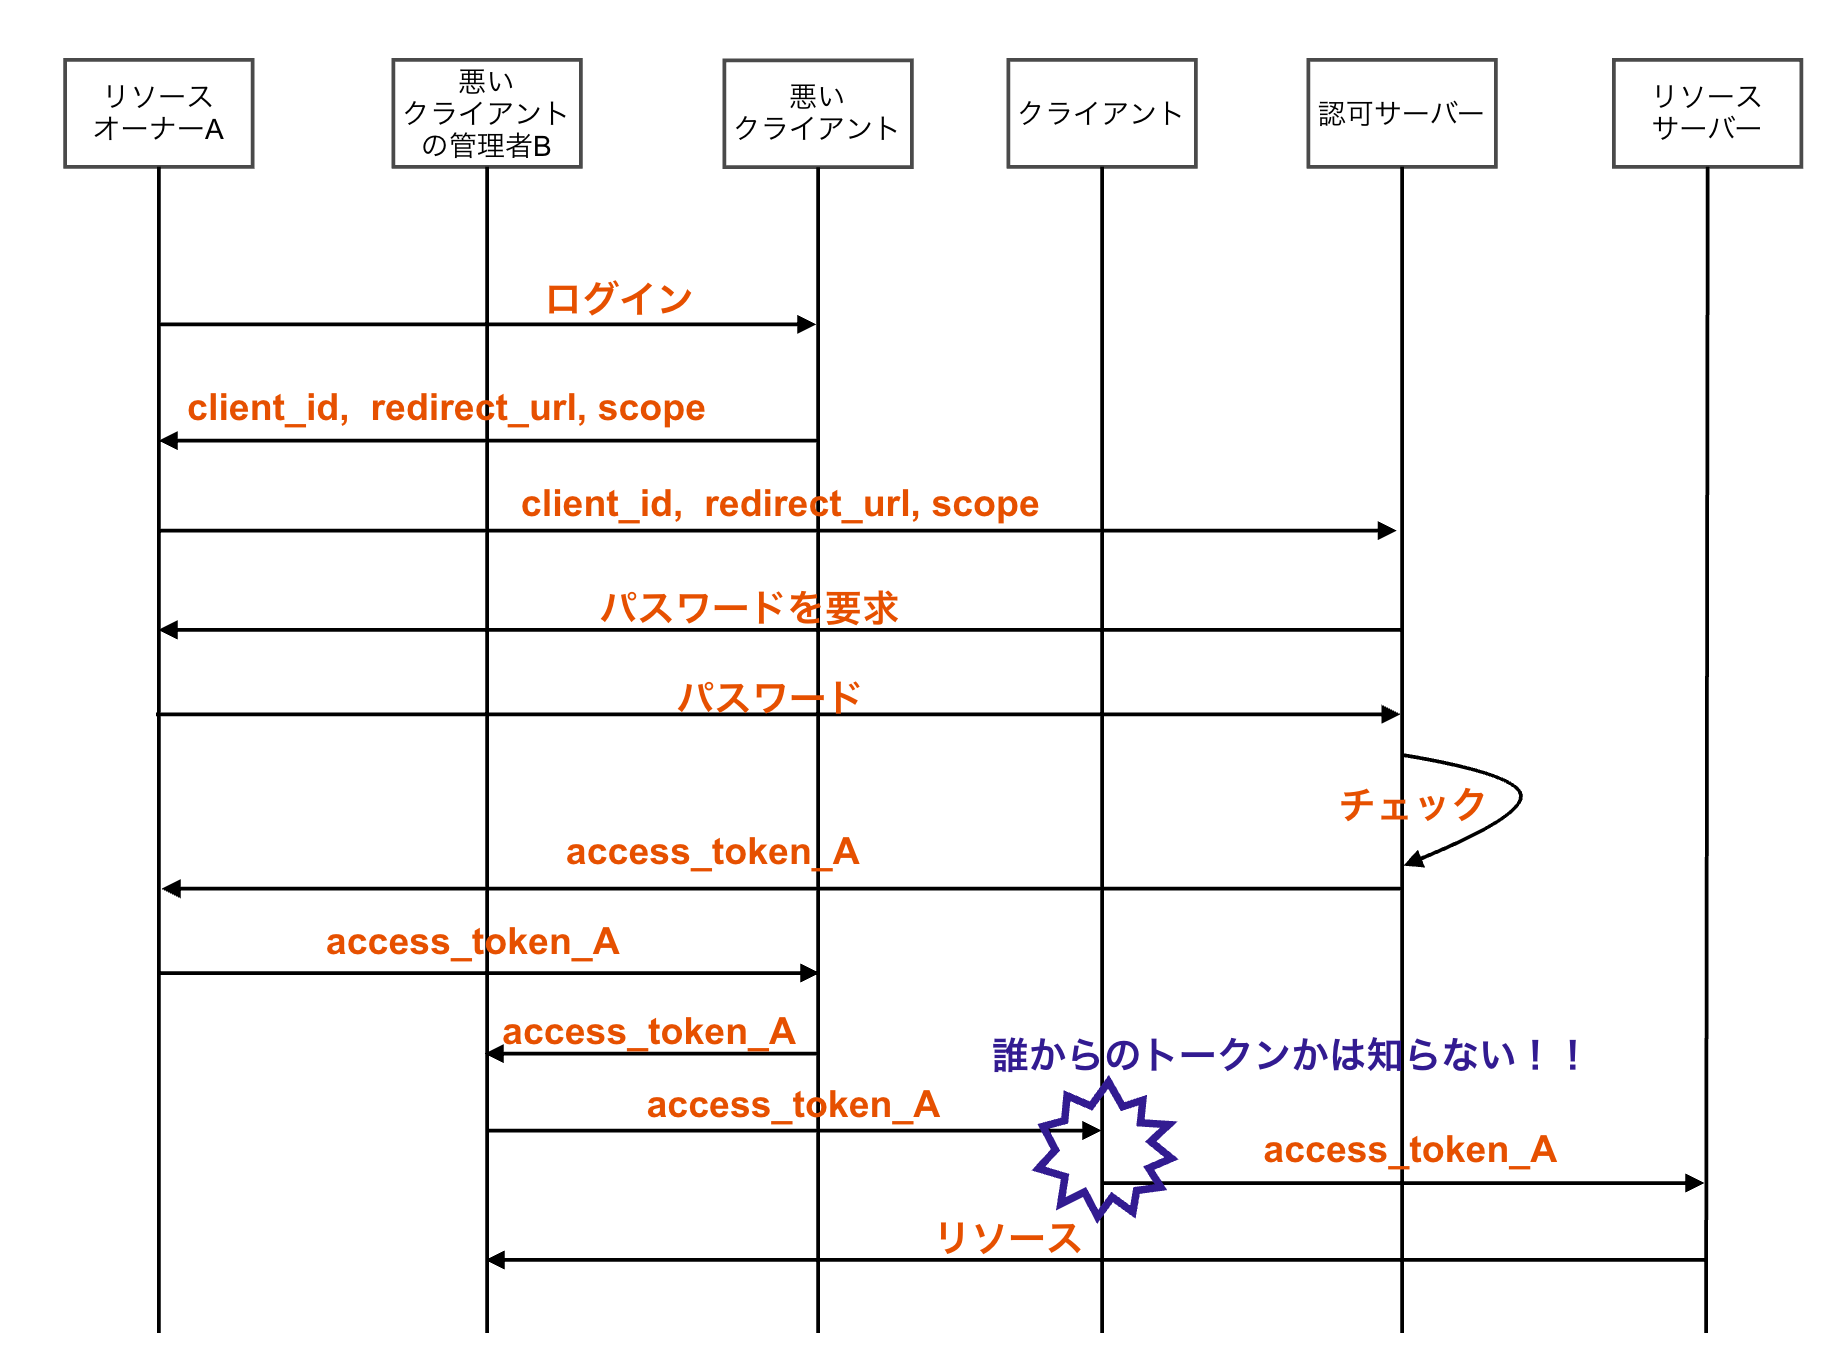 リソース
オーナーA
悪い
クライアント
の管理者B
悪い
クライアント
クライアント
認可サーバー
リソース
サーバー
ログイン
client_id,  redirect_url, scope
client_id,  redirect_url, scope
パスワードを要求
パスワード
チェック
access_token_A
access_token_A
access_token_A
誰からのトークンかは知らない！！
access_token_A
access_token_A
リソース